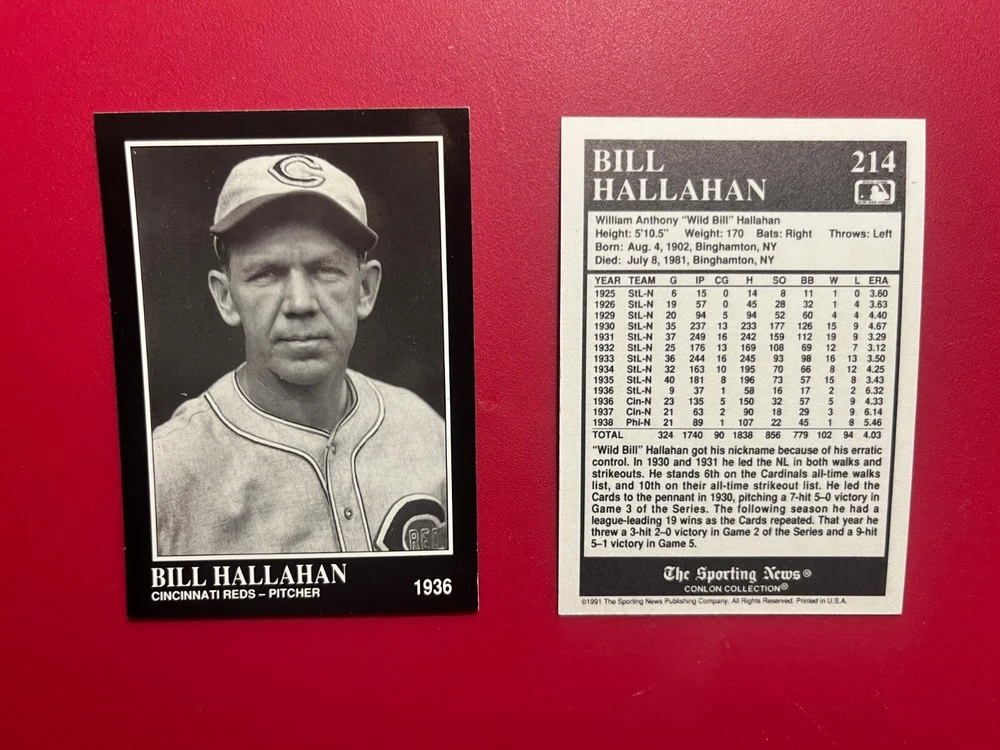 C
C
REDS
BILL HALLAHAN
CINCINNATI REDS – PITCHER
1936
BILL
HALLAHAN
214
William Anthony "Wild Bill" Hallahan
Height: 5'10.5" Weight: 170 Bats: Right Throws: Left
Born: Aug. 4, 1902, Binghamton, NY
Died: July 8, 1981, Binghamton, NY
YEAR TEAM G IP CG H SO BB W L ERA
1925 StL-N 6 15 0 14 8 11 1 0 3.60
1926 StL-N 19 57 0 45 28 32 1 4 3.63
1929 StL-N 20 94 5 94 52 60 4 4 4.40
1930 StL-N 35 237 13 233 177 126 15 9 4.67
1931 StL-N 37 249 16 242 159 112 19 9 3.29
1932 StL-N 25 176 13 169 108 69 12 7 3.12
1933 StL-N 36 244 16 245 93 98 16 13 3.50
1934 StL-N 32 163 10 195 70 66 8 12 4.25
1935 StL-N 40 181 8 196 73 57 15 8 3.43
1936 StL-N 9 37 1 58 16 17 2 2 6.32
1936 Cin-N 23 135 5 150 32 57 5 9 4.33
1937 Cin-N 21 63 2 90 18 29 3 9 6.14
1938 Phi-N 21 89 1 107 22 45 1 8 5.46
TOTAL 324 1740 90 1838 856 779 102 94 4.03
"Wild Bill" Hallahan got his nickname because of his erratic
control. In 1930 and 1931 he led the NL in both walks and
strikeouts. He stands 6th on the Cardinals all-time walks
list, and 10th on their all-time strikeout list. He led the
Cards to the pennant in 1930, pitching a 7-hit 5–0 victory in
Game 3 of the Series. The following season he had a
league-leading 19 wins as the Cards repeated. That year he
threw a 3-hit 2–0 victory in Game 2 of the Series and a 9-hit
5–1 victory in Game 5.
The Sporting News®
CONLON COLLECTION®
©1991 The Sporting News Publishing Company. All Rights Reserved. Printed in U.S.A.